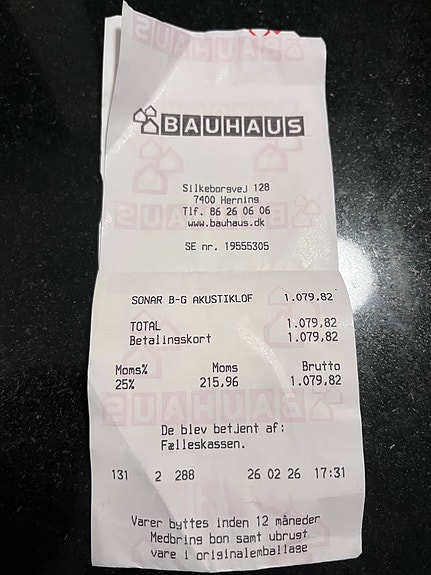 BAUHAUS
BAUHAUS
Silkeborgvej 128
7400 Herning
Tlf. 86 26 06 06
www.bauhaus.dk
SE nr. 19555305
SONAR B-G AKUSTIKLOF 1.079,82
TOTAL 1.079,82
Betalingskort 1.079,82
Moms% Moms Brutto
25% 215,96 1.079,82
BAUHAUS
De blev betjent af:
Fælleskassen.
131 2 288 26 02 26 17:31
Varer byttes inden 12 måneder
Medbring bon samt ubrugt
vare i originalemballage